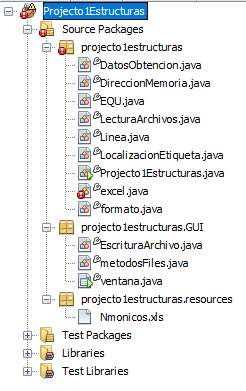 Projecto1Estructuras
Source Packages
projecto1estructuras
DatosObtencion.java
DireccionMemoria.java
EQU.java
LecturaArchivos.java
Linea.java
LocalizacionEtiqueta.java
Projecto1Estructuras.java
excel.java
formato.java
projecto1estructuras.GUI
EscrituraArchivo.java
metodosFiles.java
ventana.java
projecto1estructuras.resources
Nmonicos.xls
Test Packages
Libraries
Test Libraries